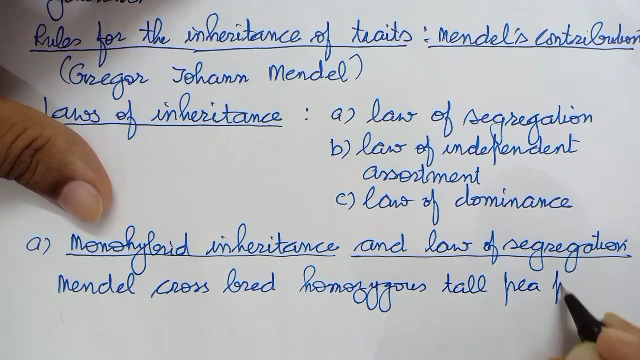 Rules for the inheritance of traits : Mendel's contribution
(Gregor Johann Mendel)
Laws of inheritance : a) law of segregation
b) law of independent
assortment
c) law of dominance
a) Monohybrid inheritance and law of segregation
Mendel cross bred homozygous tall pea p